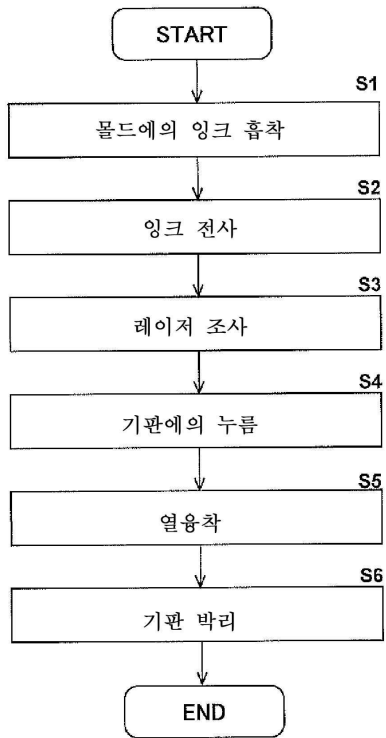 START
S1
몰드에의 잉크 흡착
S2
잉크 전사
S3
레이저 조사
S4
기판에의 누름
S5
열융착
S6
기판 박리
END